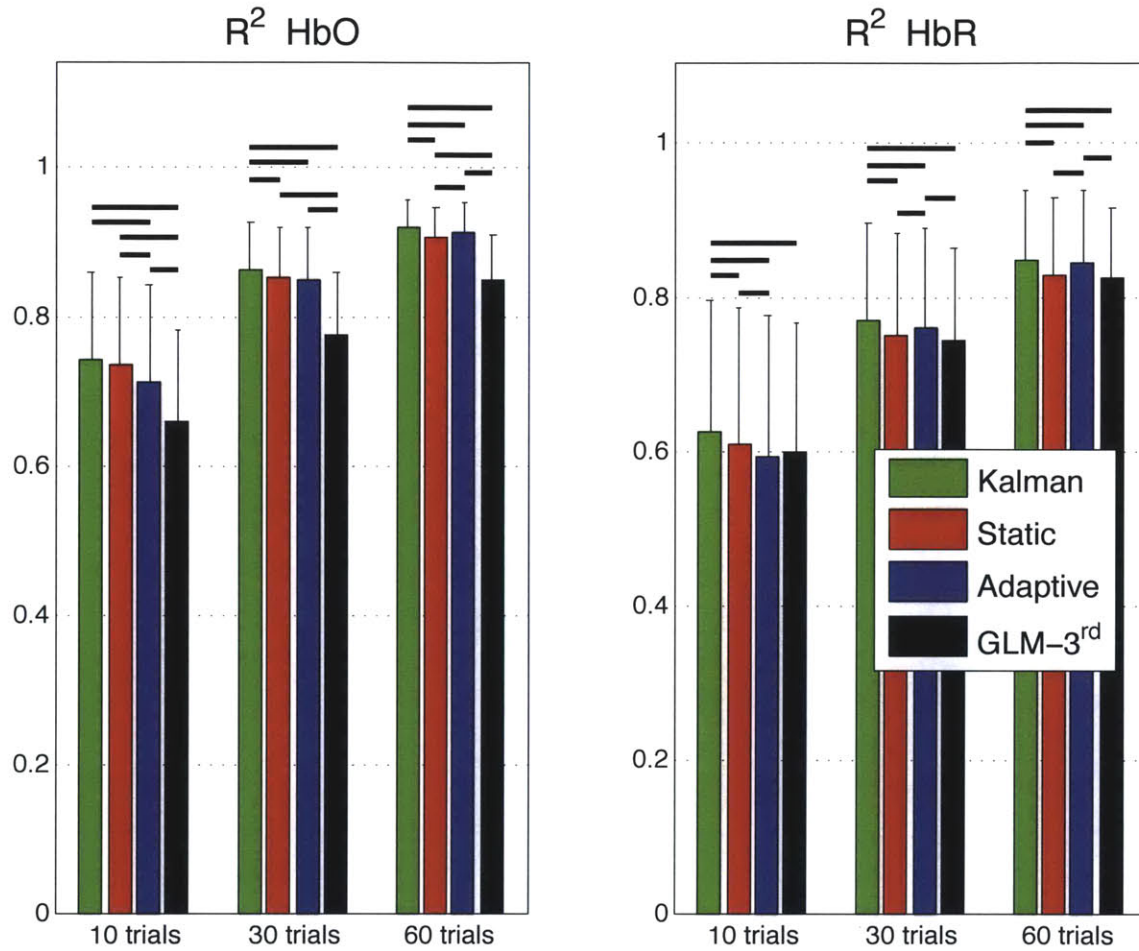 R² HbO
1
0.8
0.6
0.4
0.2
0
10 trials 30 trials 60 trials
R² HbR
1
0.8
0.6
0.4
0.2
0
10 trials 30 trials 60 trials
Kalman
Static
Adaptive
GLM–3ʳᵈ